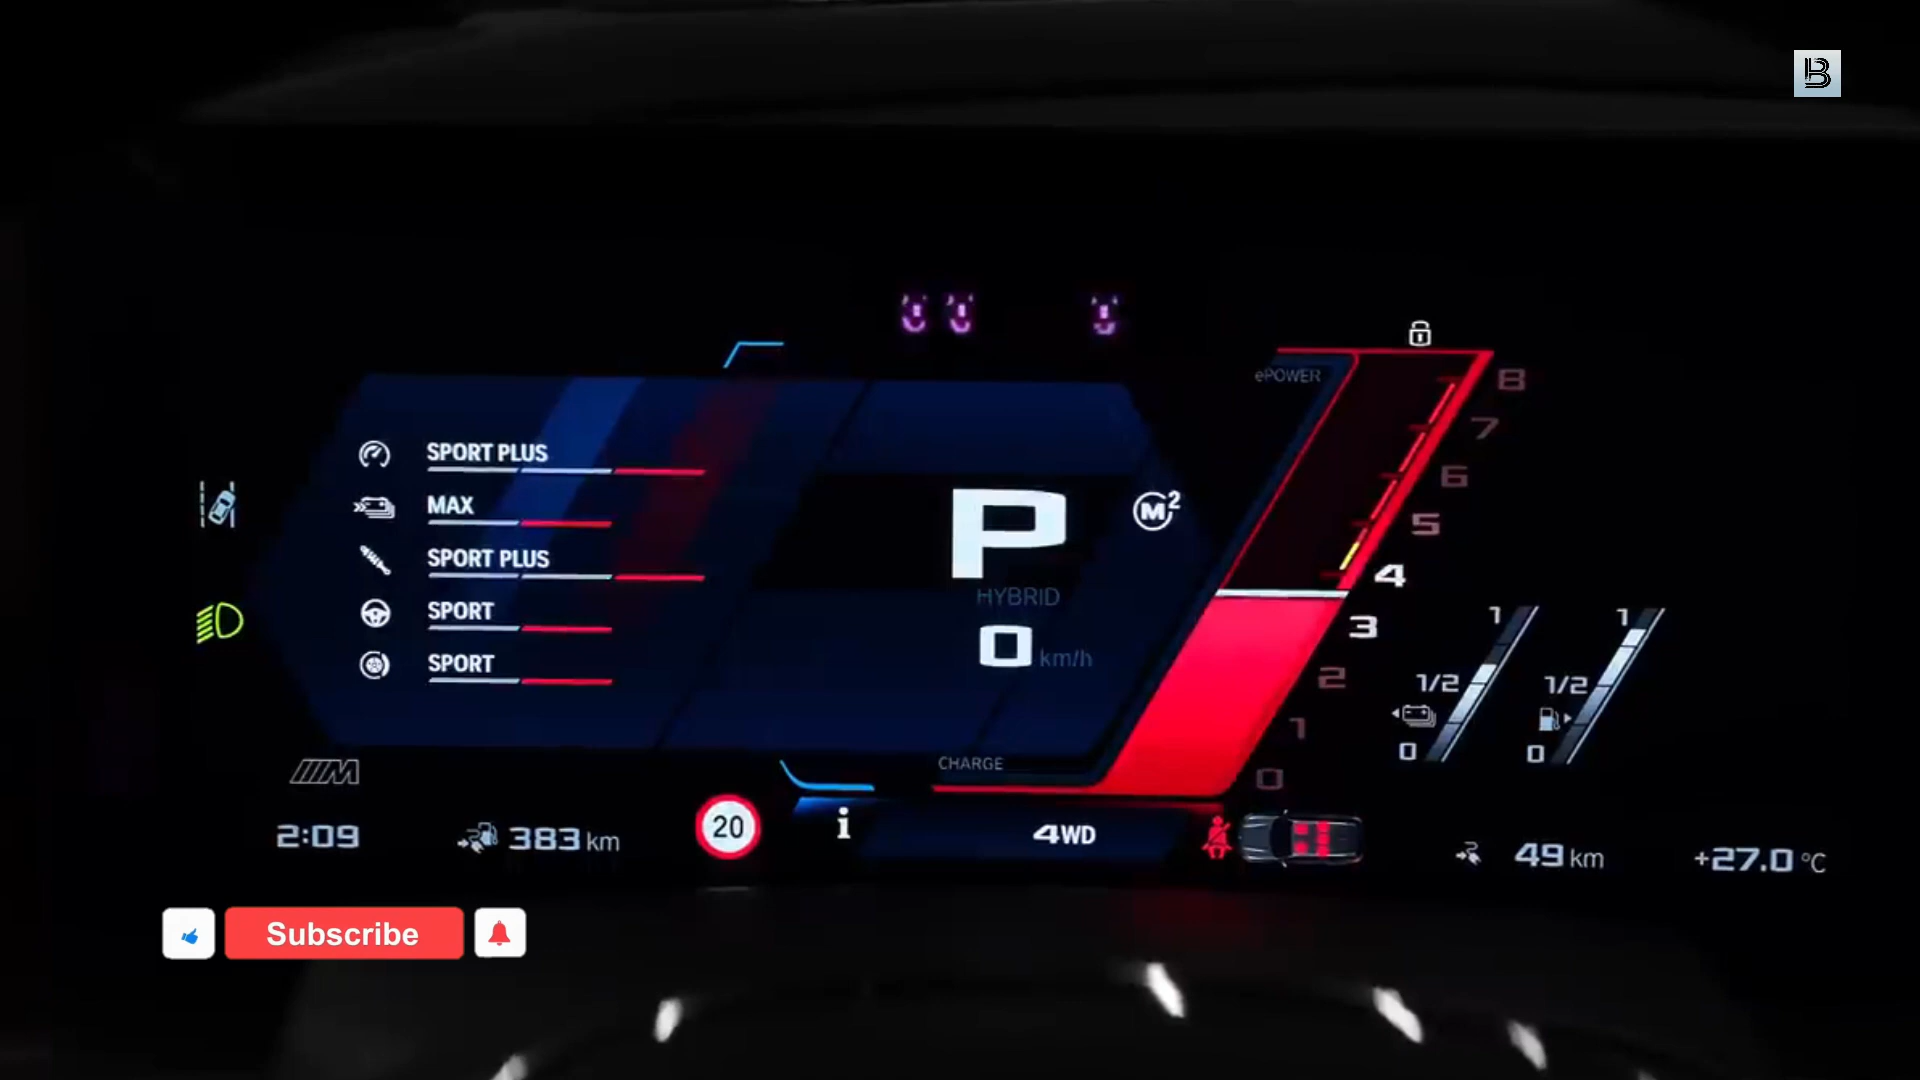 B
ePOWER
8
7
6
5
4
3
2
1
0
SPORT PLUS
MAX
SPORT PLUS
SPORT
SPORT
P
M2
HYBRID
0 km/h
CHARGE
1
1/2
0
1
1/2
0
M
2:09
383 km
20
i
4WD
49 km
+27.0 °C
Subscribe